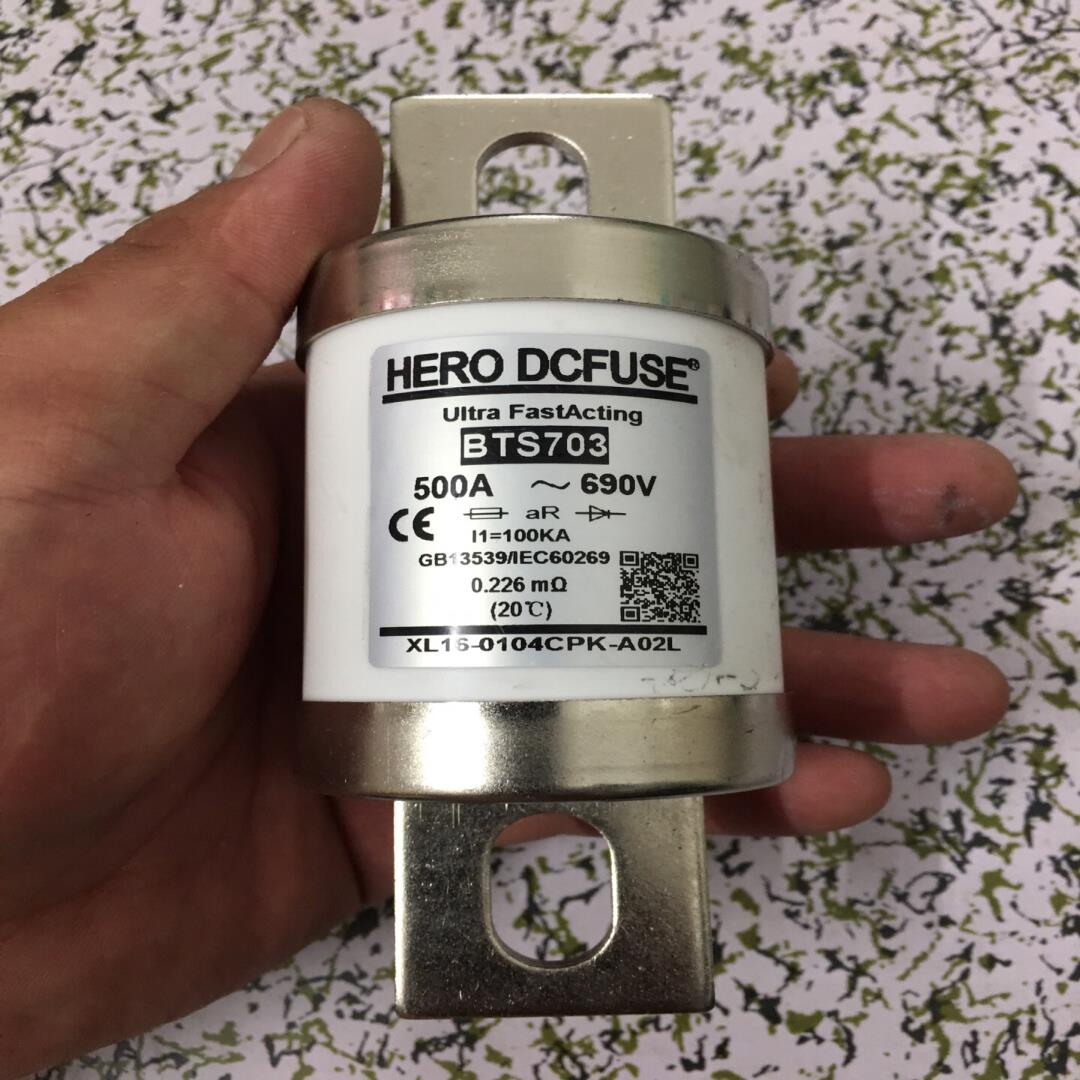 HERO DCFUSE®
Ultra FastActing
BTS703
500A ~ 690V
CE aR
I1=100KA
GB13539/IEC60269
0.226 mΩ
(20℃)
XL16-0104CPK-A02L